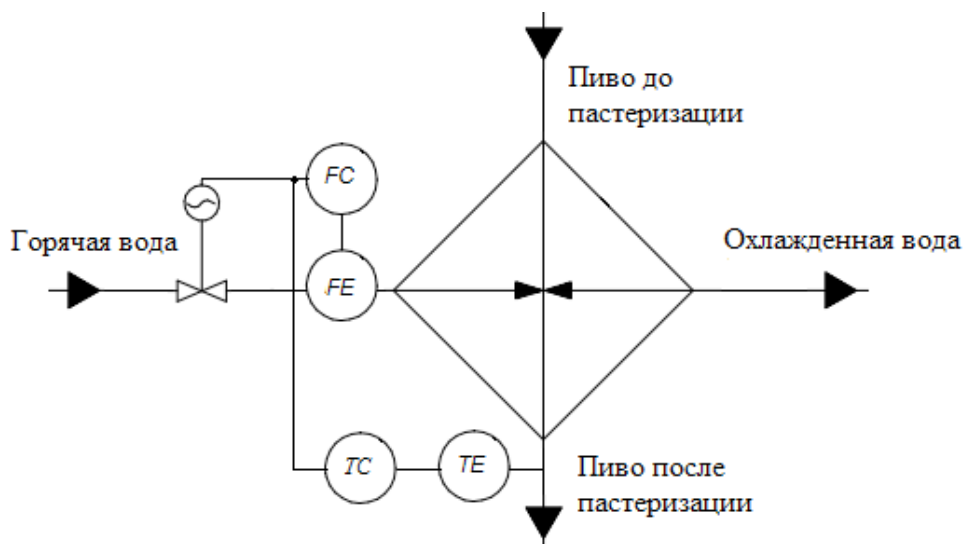 Пиво до
пастеризации
FC
Горячая вода
Охлажденная вода
FE
TC
TE
Пиво после
пастеризации